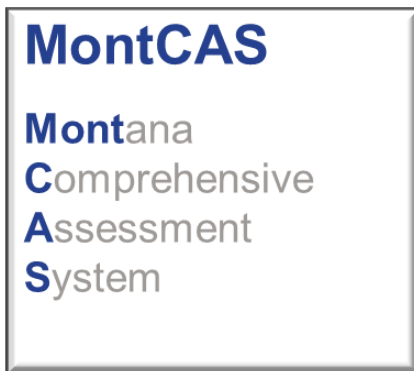 MontCAS
Montana
Comprehensive
Assessment
System